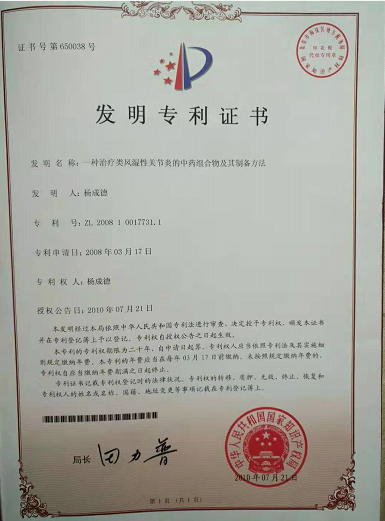 证书号第650038号
发明专利证书
发 明 名 称：一种治疗类风湿性关节炎的中药组合物及其制备方法
发 明 人：杨成德
专 利 号：ZL 2008 1 0017731.1
专利申请日：2008年03月17日
专 利 权 人：杨成德
授权公告日：2010年07月21日
本发明经过本局依照中华人民共和国专利法进行审查，决定授予专利权，颁发本证书
并在专利登记簿上予以登记。专利权自授权公告之日起生效。
本专利的专利权期限为二十年，自申请日起算。专利权人应当依照专利法及其实施细
则规定缴纳年费。本专利的年费应当在每年03月17日前缴纳。未按照规定缴纳年费的，
专利权自应当缴纳年费期满之日起终止。
专利证书记载专利权登记时的法律状况。专利权的转移、质押、无效、终止、恢复和
专利权人的姓名或名称、国籍、地址变更等事项记载在专利登记簿上。
局长 田力普
中华人民共和国国家知识产权局
2010年07月21日
第1页（共1页）